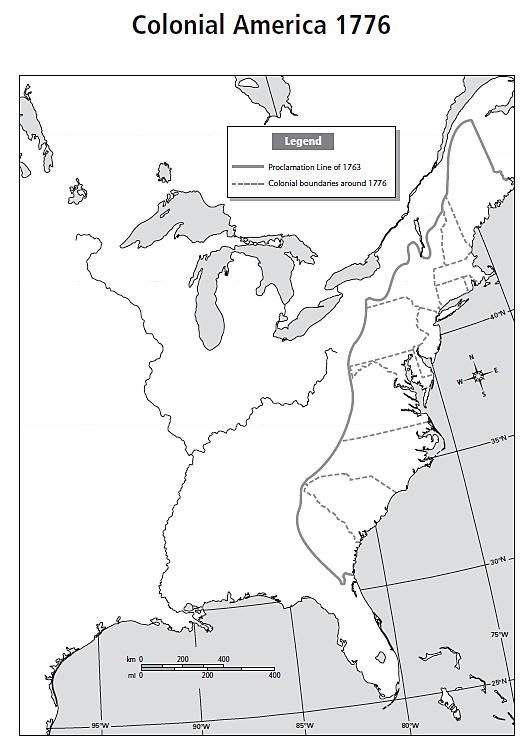 Colonial America 1776
Legend
Proclamation Line of 1763
Colonial boundaries around 1776
40°N
N
W E
S
35°N
30°N
75°W
25°N
km 0 200 400
mi 0 200 400
95°W 90°W 85°W 80°W